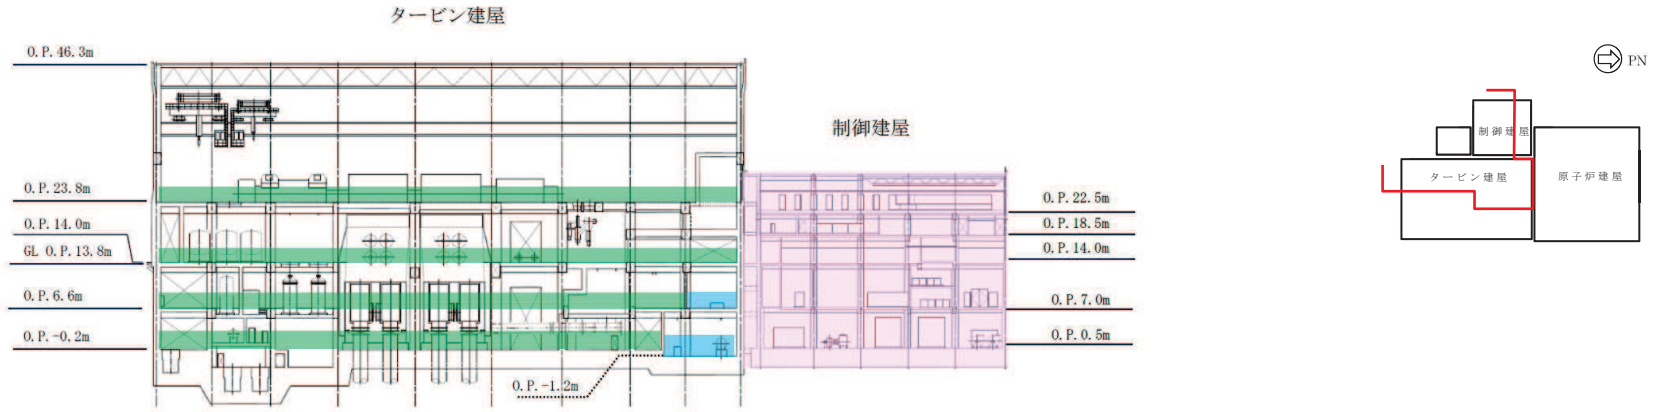 タービン建屋
O.P.46.3m
制御建屋
O.P.23.8m
O.P.14.0m
GL O.P.13.8m
O.P.6.6m
O.P.-0.2m
O.P.-1.2m
O.P.22.5m
O.P.18.5m
O.P.14.0m
O.P.7.0m
O.P.0.5m
PN
制御建屋
タービン建屋
原子炉建屋